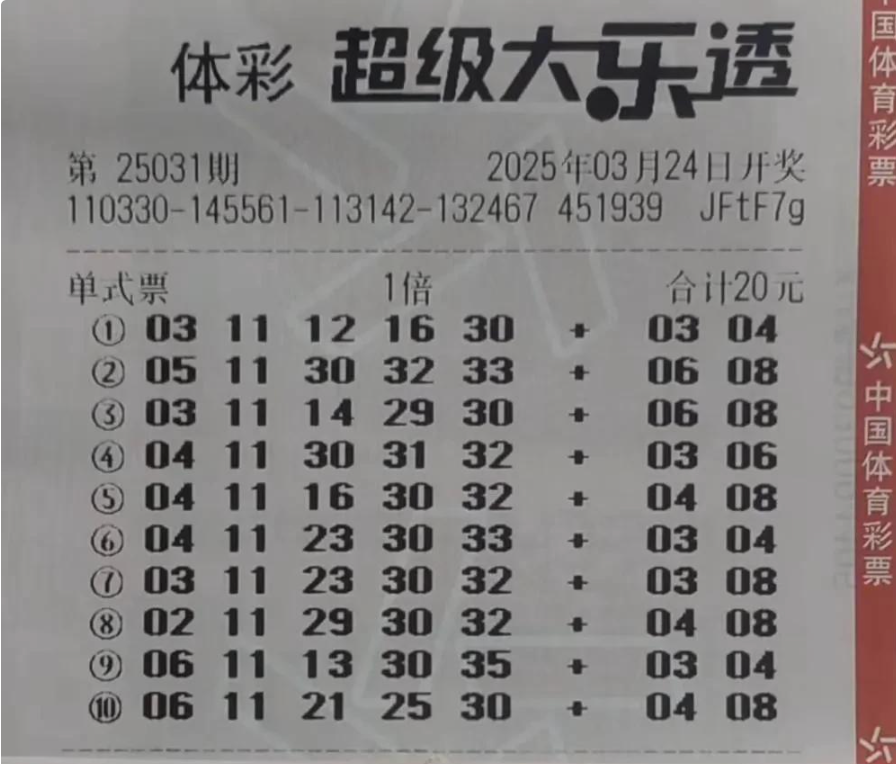 体彩 超级大乐透
第 25031期 2025年03月24日开奖
110330-145561-113142-132467 451939 JFtF7g
单式票 1倍 合计20元
① 03 11 12 16 30 + 03 04
② 05 11 30 32 33 + 06 08
③ 03 11 14 29 30 + 06 08
④ 04 11 30 31 32 + 03 06
⑤ 04 11 16 30 32 + 04 08
⑥ 04 11 23 30 33 + 03 04
⑦ 03 11 23 30 32 + 03 08
⑧ 02 11 29 30 32 + 04 08
⑨ 06 11 13 30 35 + 03 04
⑩ 06 11 21 25 30 + 04 08
中国体育彩票
中国体育彩票